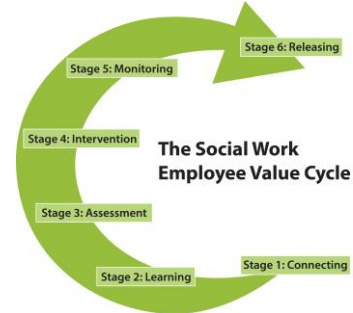 Stage 6: Releasing
Stage 5: Monitoring
Stage 4: Intervention
The Social Work
Employee Value Cycle
Stage 3: Assessment
Stage 2: Learning
Stage 1: Connecting